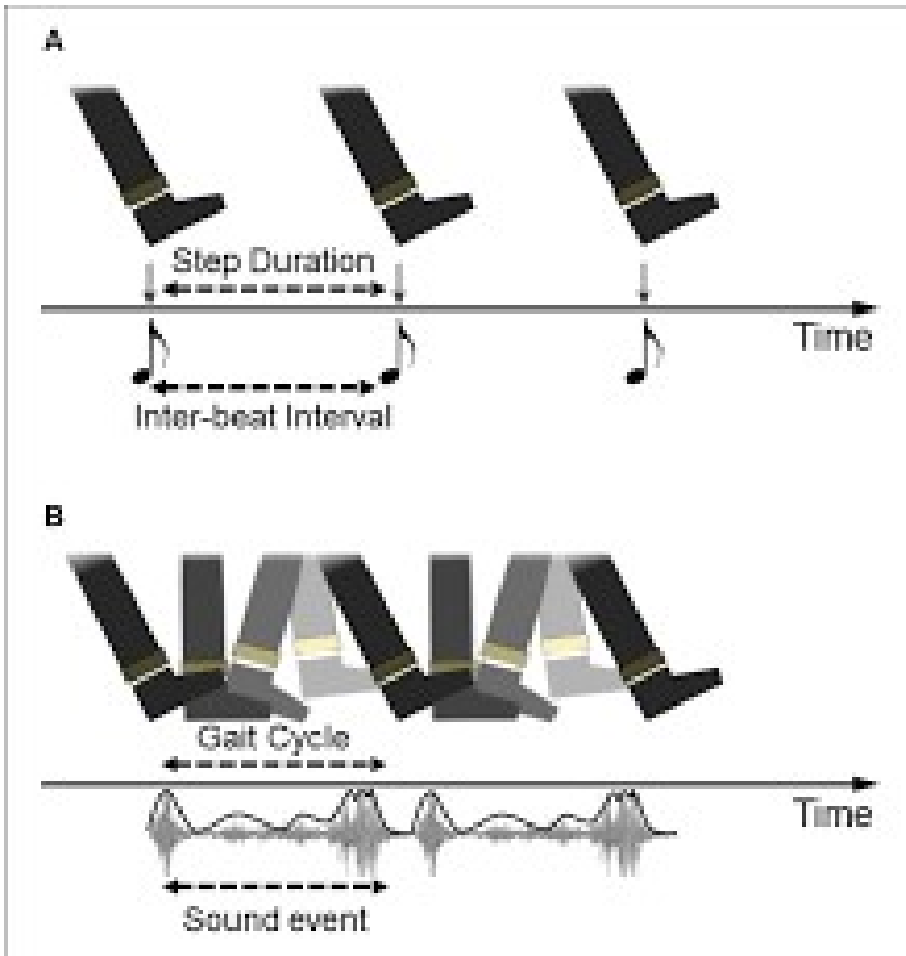 A
Step Duration
Time
Inter-beat Interval
B
Gait Cycle
Time
Sound event